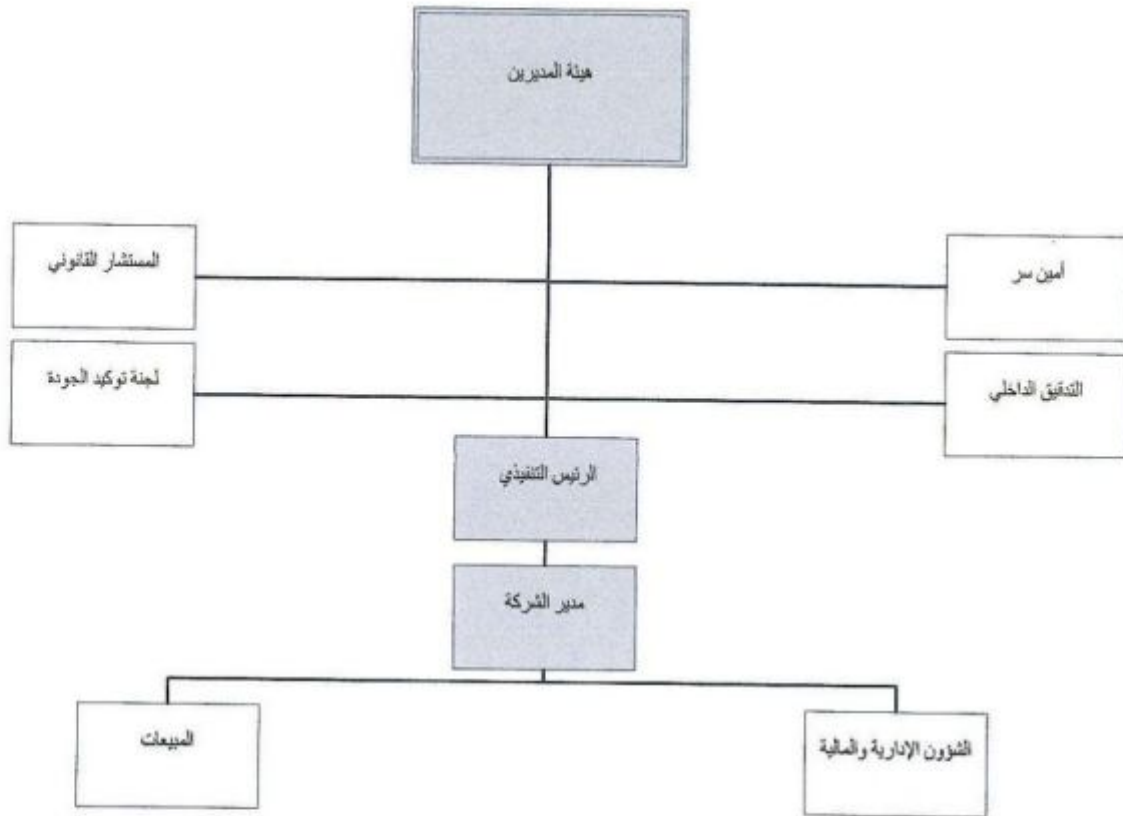 هيئة المديرين
أمين سر
المستشار القانوني
التدقيق الداخلي
لجنة توكيد الجودة
الرئيس التنفيذي
مدير الشركة
الشؤون الإدارية والمالية
المبيعات